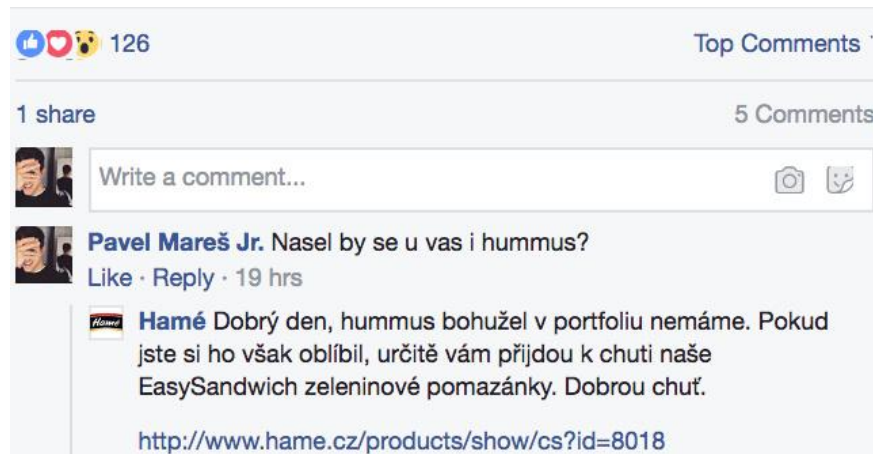 126 Top Comments
1 share 5 Comments
Write a comment...
Pavel Mareš Jr. Nasel by se u vas i hummus?
Like · Reply · 19 hrs
Hamé Hamé Dobrý den, hummus bohužel v portfoliu nemáme. Pokud
jste si ho však oblíbil, určitě vám přijdou k chuti naše
EasySandwich zeleninové pomazánky. Dobrou chuť.
http://www.hame.cz/products/show/cs?id=8018